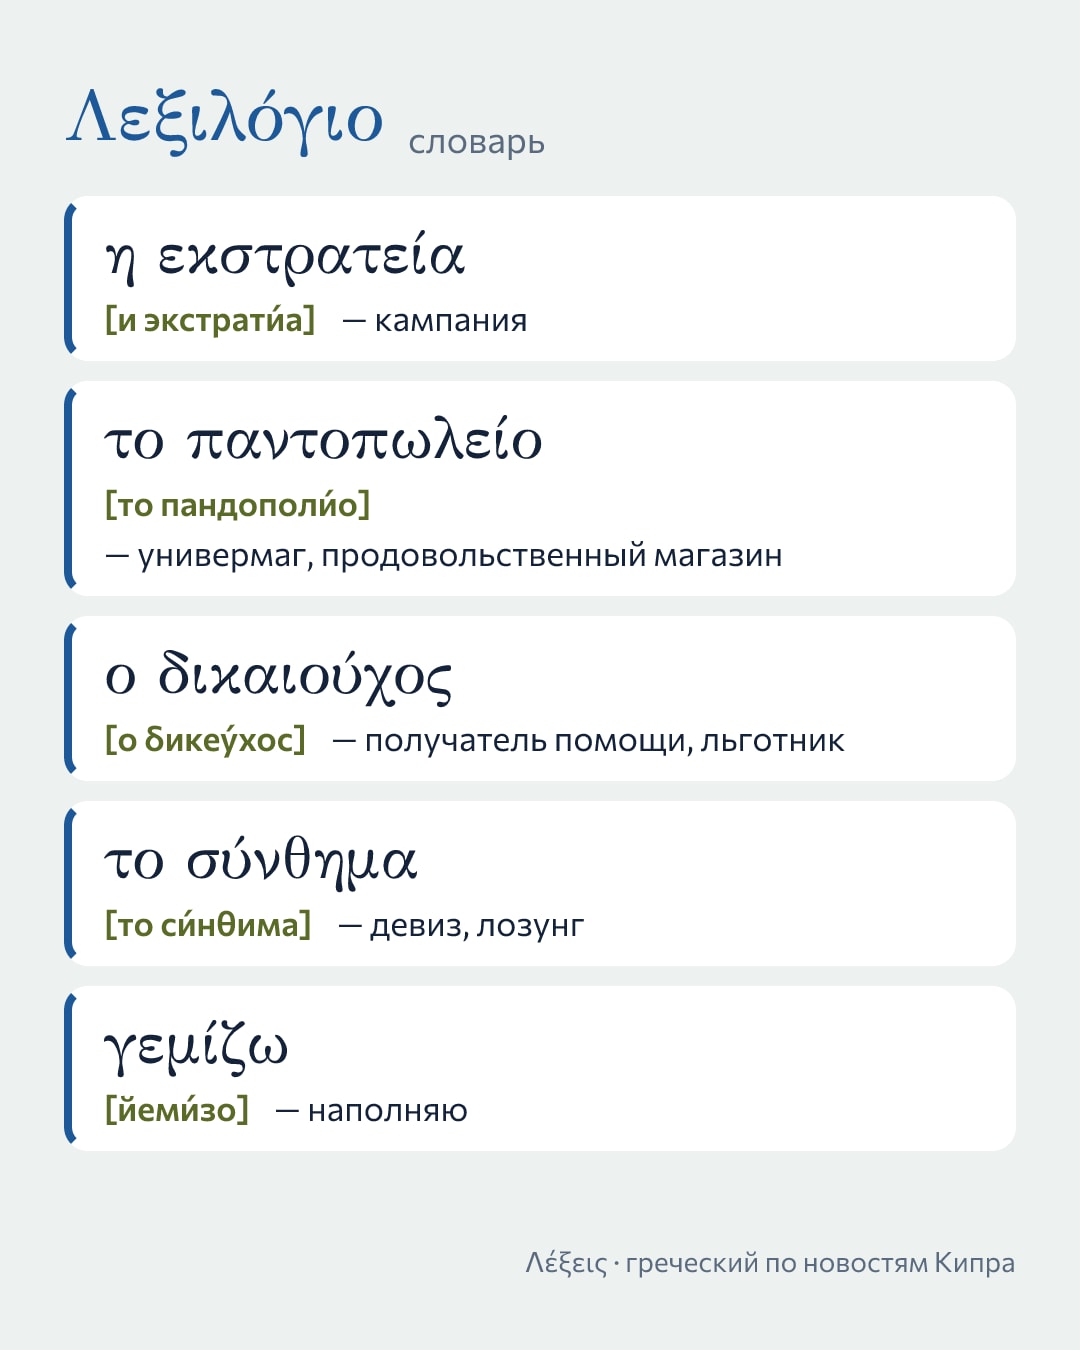 Λεξιλόγιο словарь
η εκστρατεία
[и экстрати́а] — кампания
το παντοπωλείο
[то пандополи́о]
— универмаг, продовольственный магазин
ο δικαιούχος
[о δикеу́хос] — получатель помощи, льготник
το σύνθημα
[то си́нθима] — девиз, лозунг
γεμίζω
[йеми́зо] — наполняю
Λέξεις · греческий по новостям Кипра